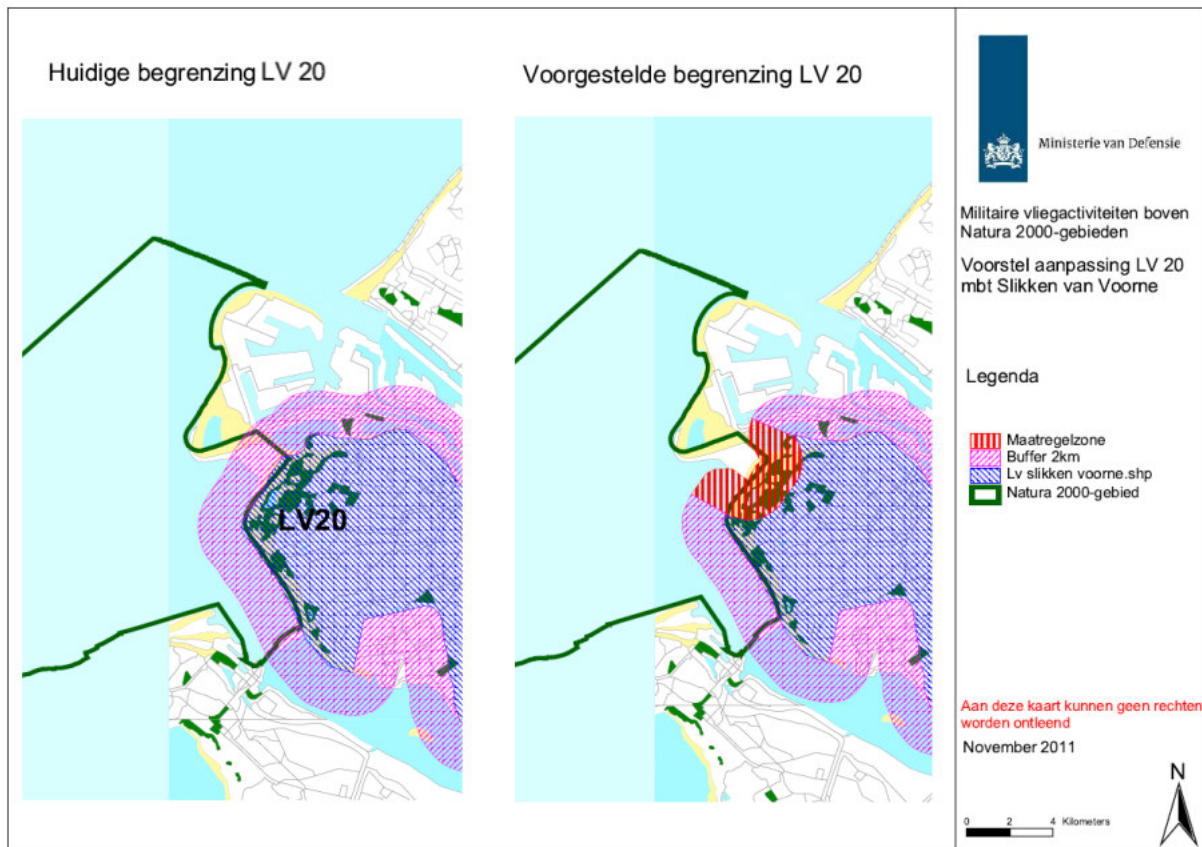 Huidige begrenzing LV 20
Voorgestelde begrenzing LV 20
LV20
Ministerie van Defensie
Militaire vliegactiviteiten boven
Natura 2000-gebieden
Voorstel aanpassing LV 20
mbt Slikken van Voorne
Legenda
Maatregelzone
Buffer 2km
Lv slikken voorne.shp
Natura 2000-gebied
Aan deze kaart kunnen geen rechten
worden ontleend
November 2011
N
0 2 4 Kilometers